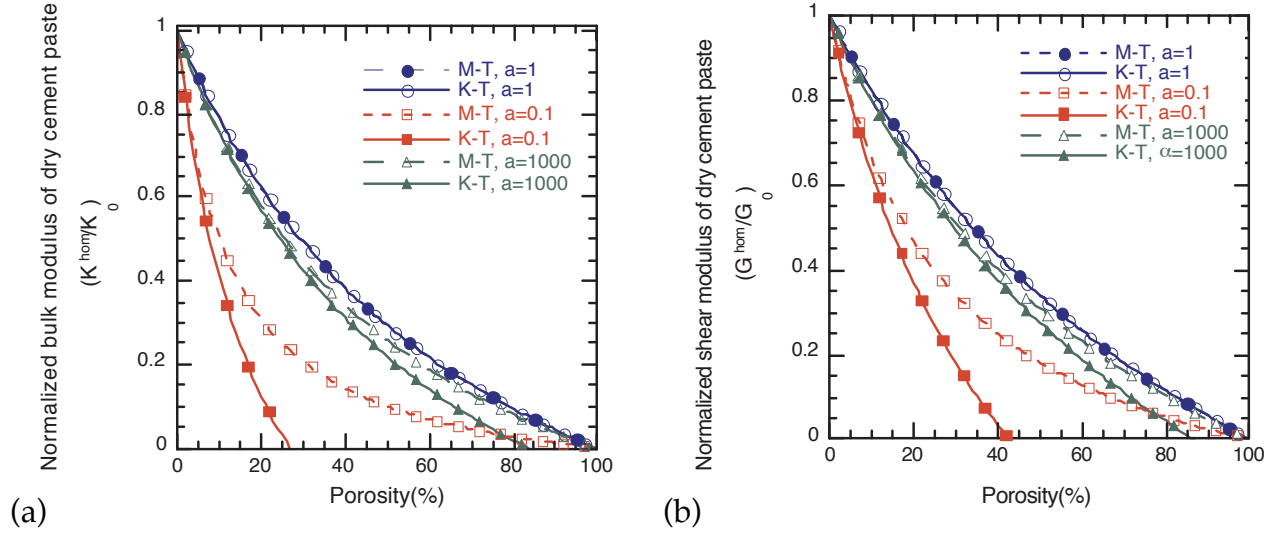 Normalized bulk modulus of dry cement paste
(K hom/K 0)
1
0.8
0.6
0.4
0.2
0
0 20 40 60 80 100
Porosity(%)
M-T, a=1
K-T, a=1
M-T, a=0.1
K-T, a=0.1
M-T, a=1000
K-T, a=1000
(a)
Normalized shear modulus of dry cement paste
(G hom/G 0)
1
0.8
0.6
0.4
0.2
0
0 20 40 60 80 100
Porosity(%)
M-T, a=1
K-T, a=1
M-T, a=0.1
K-T, a=0.1
M-T, a=1000
K-T, α=1000
(b)